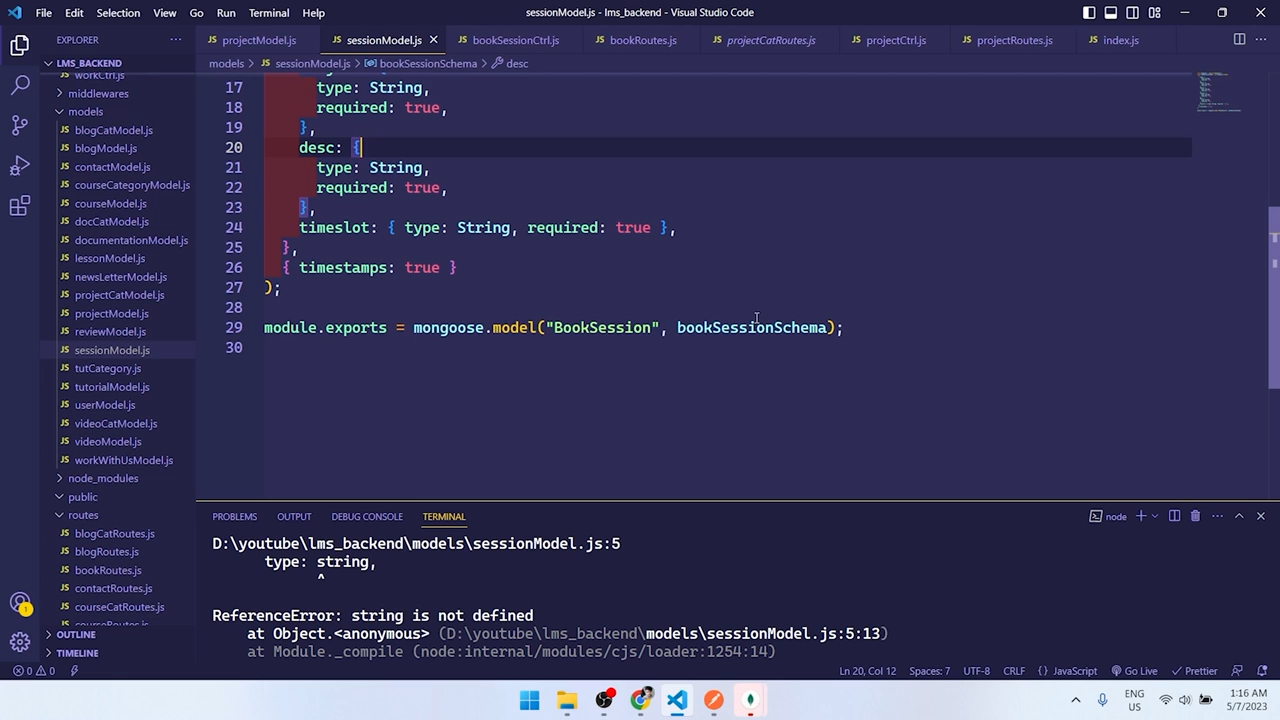 File Edit Selection View Go Run Terminal Help
sessionModel.js - lms_backend - Visual Studio Code
EXPLORER
LMS_BACKEND
workCtrl.js
middlewares
models
blogCatModel.js
blogModel.js
contactModel.js
courseCategoryModel.js
courseModel.js
docCatModel.js
documentationModel.js
lessonModel.js
newsLetterModel.js
projectCatModel.js
projectModel.js
reviewModel.js
sessionModel.js
tutCategory.js
tutorialModel.js
userModel.js
videoCatModel.js
videoModel.js
workWithUsModel.js
node_modules
public
routes
blogCatRoutes.js
blogRoutes.js
bookRoutes.js
contactRoutes.js
courseCatRoutes.js
courseRoute.js
OUTLINE
TIMELINE
projectModel.js sessionModel.js bookSessionCtrl.js bookRoutes.js projectCatRoutes.js projectCtrl.js projectRoutes.js index.js
models > sessionModel.js > bookSessionSchema > desc
17 type: String,
18 required: true,
19 },
20 desc: {
21 type: String,
22 required: true,
23 },
24 timeslot: { type: String, required: true },
25 },
26 { timestamps: true }
27 );
28
29 module.exports = mongoose.model("BookSession", bookSessionSchema);
30
PROBLEMS OUTPUT DEBUG CONSOLE TERMINAL
node
D:\youtube\lms_backend\models\sessionModel.js:5
type: string,
^
ReferenceError: string is not defined
at Object.<anonymous> (D:\youtube\lms_backend\models\sessionModel.js:5:13)
at Module._compile (node:internal/modules/cjs/loader:1254:14)
0 0
Ln 20, Col 12 Spaces: 7 UTF-8 CRLF {} JavaScript Go Live Prettier
ENG
US
1:16 AM
5/7/2023